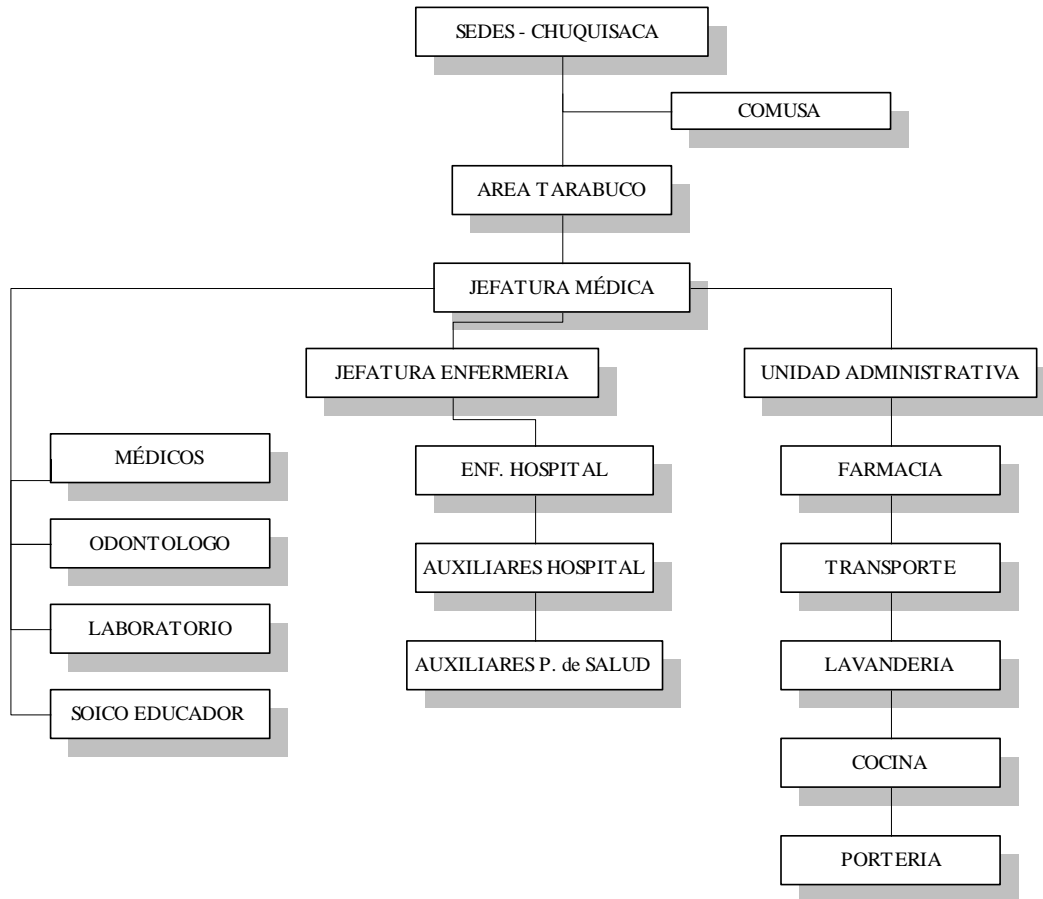 SEDES - CHUQUISACA
COMUSA
AREA TARABUCO
JEFATURA MÉDICA
JEFATURA ENFERMERIA
UNIDAD ADMINISTRATIVA
MÉDICOS
ENF. HOSPITAL
FARMACIA
ODONTOLOGO
AUXILIARES HOSPITAL
TRANSPORTE
LABORATORIO
AUXILIARES P. de SALUD
LAVANDERIA
SOICO EDUCADOR
COCINA
PORTERIA